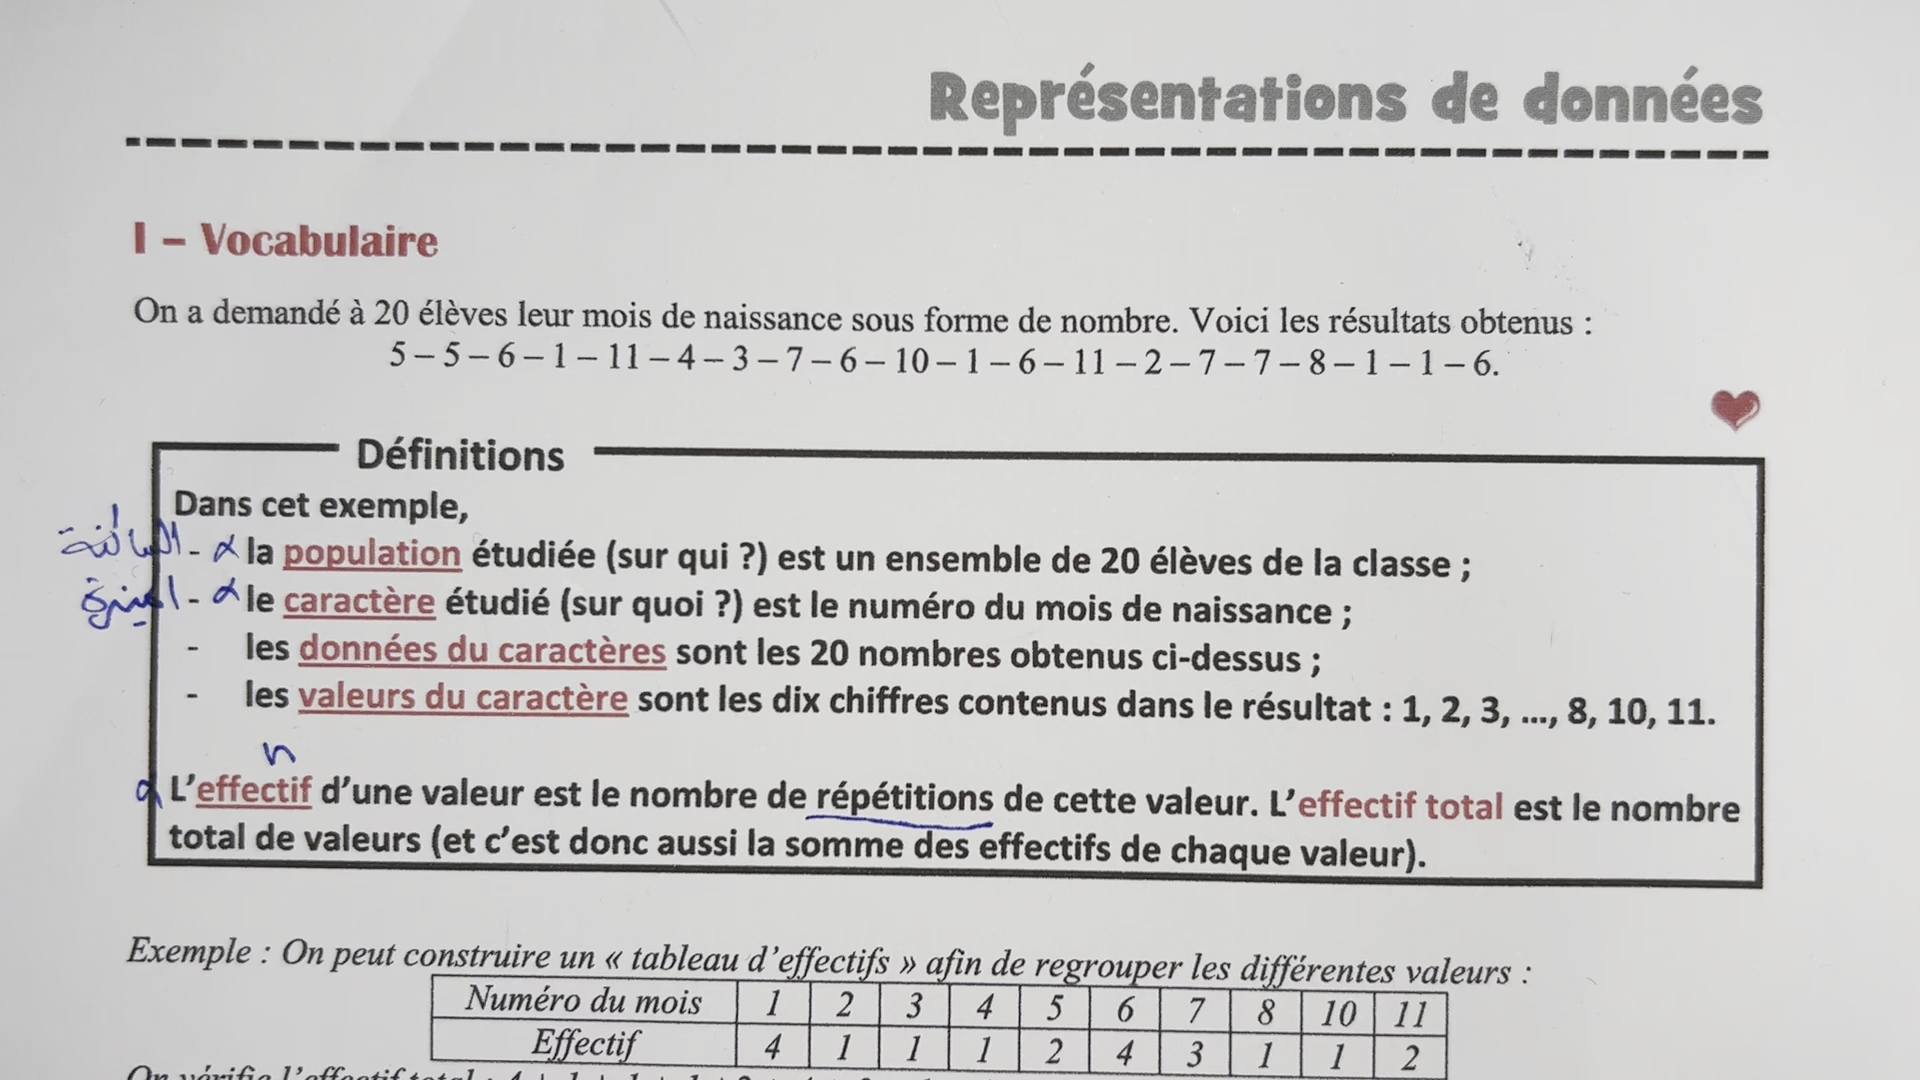 Représentations de données
I – Vocabulaire
On a demandé à 20 élèves leur mois de naissance sous forme de nombre. Voici les résultats obtenus :
5 – 5 – 6 – 1 – 11 – 4 – 3 – 7 – 6 – 10 – 1 – 6 – 11 – 2 – 7 – 7 – 8 – 1 – 1 – 6.
Définitions
Dans cet exemple,
- la population étudiée (sur qui ?) est un ensemble de 20 élèves de la classe ;
الميزة - le caractère étudié (sur quoi ?) est le numéro du mois de naissance ;
- les données du caractères sont les 20 nombres obtenus ci-dessus ;
- les valeurs du caractère sont les dix chiffres contenus dans le résultat : 1, 2, 3, ..., 8, 10, 11.
n
L'effectif d'une valeur est le nombre de répétitions de cette valeur. L'effectif total est le nombre
total de valeurs (et c'est donc aussi la somme des effectifs de chaque valeur).
Exemple : On peut construire un « tableau d'effectifs » afin de regrouper les différentes valeurs :
Numéro du mois 1 2 3 4 5 6 7 8 10 11
Effectif 4 1 1 1 2 4 3 1 1 2
On vérifie l'effectif total :